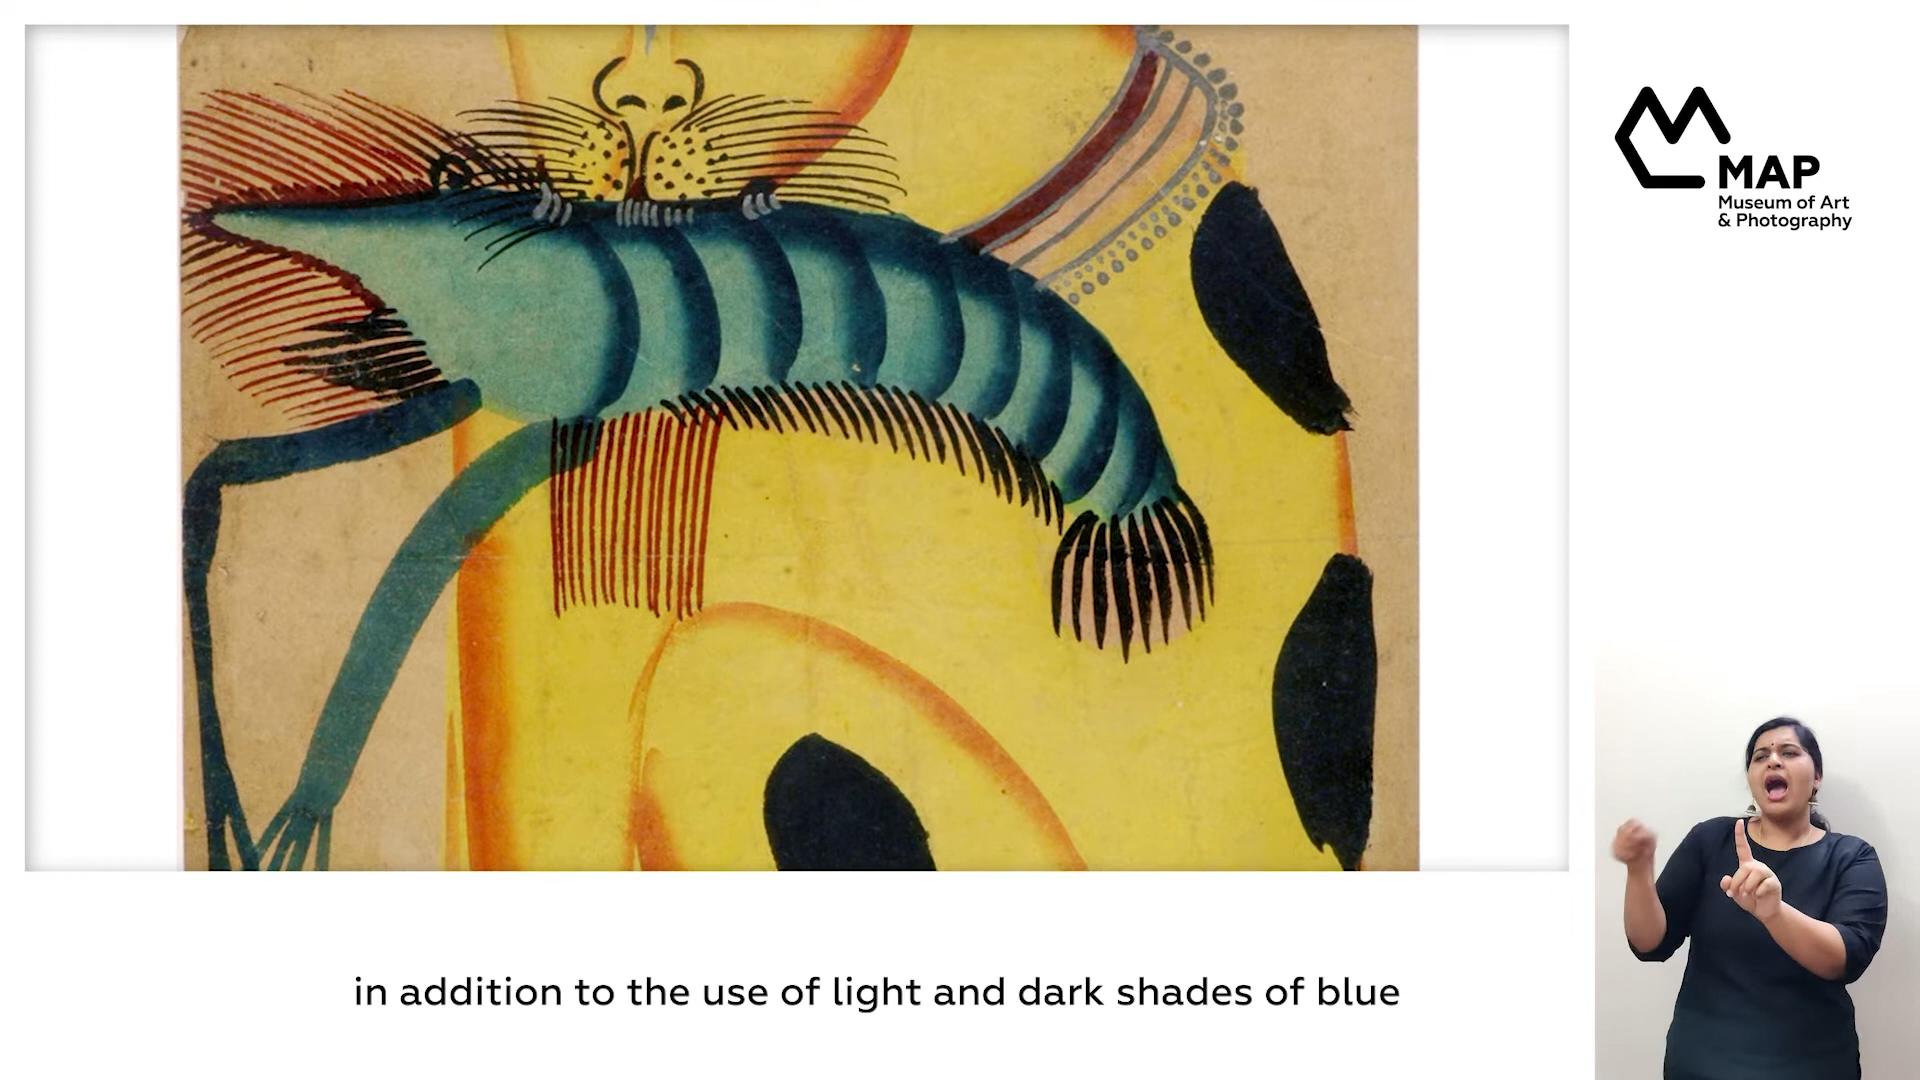 MAP
Museum of Art
& Photography
in addition to the use of light and dark shades of blue